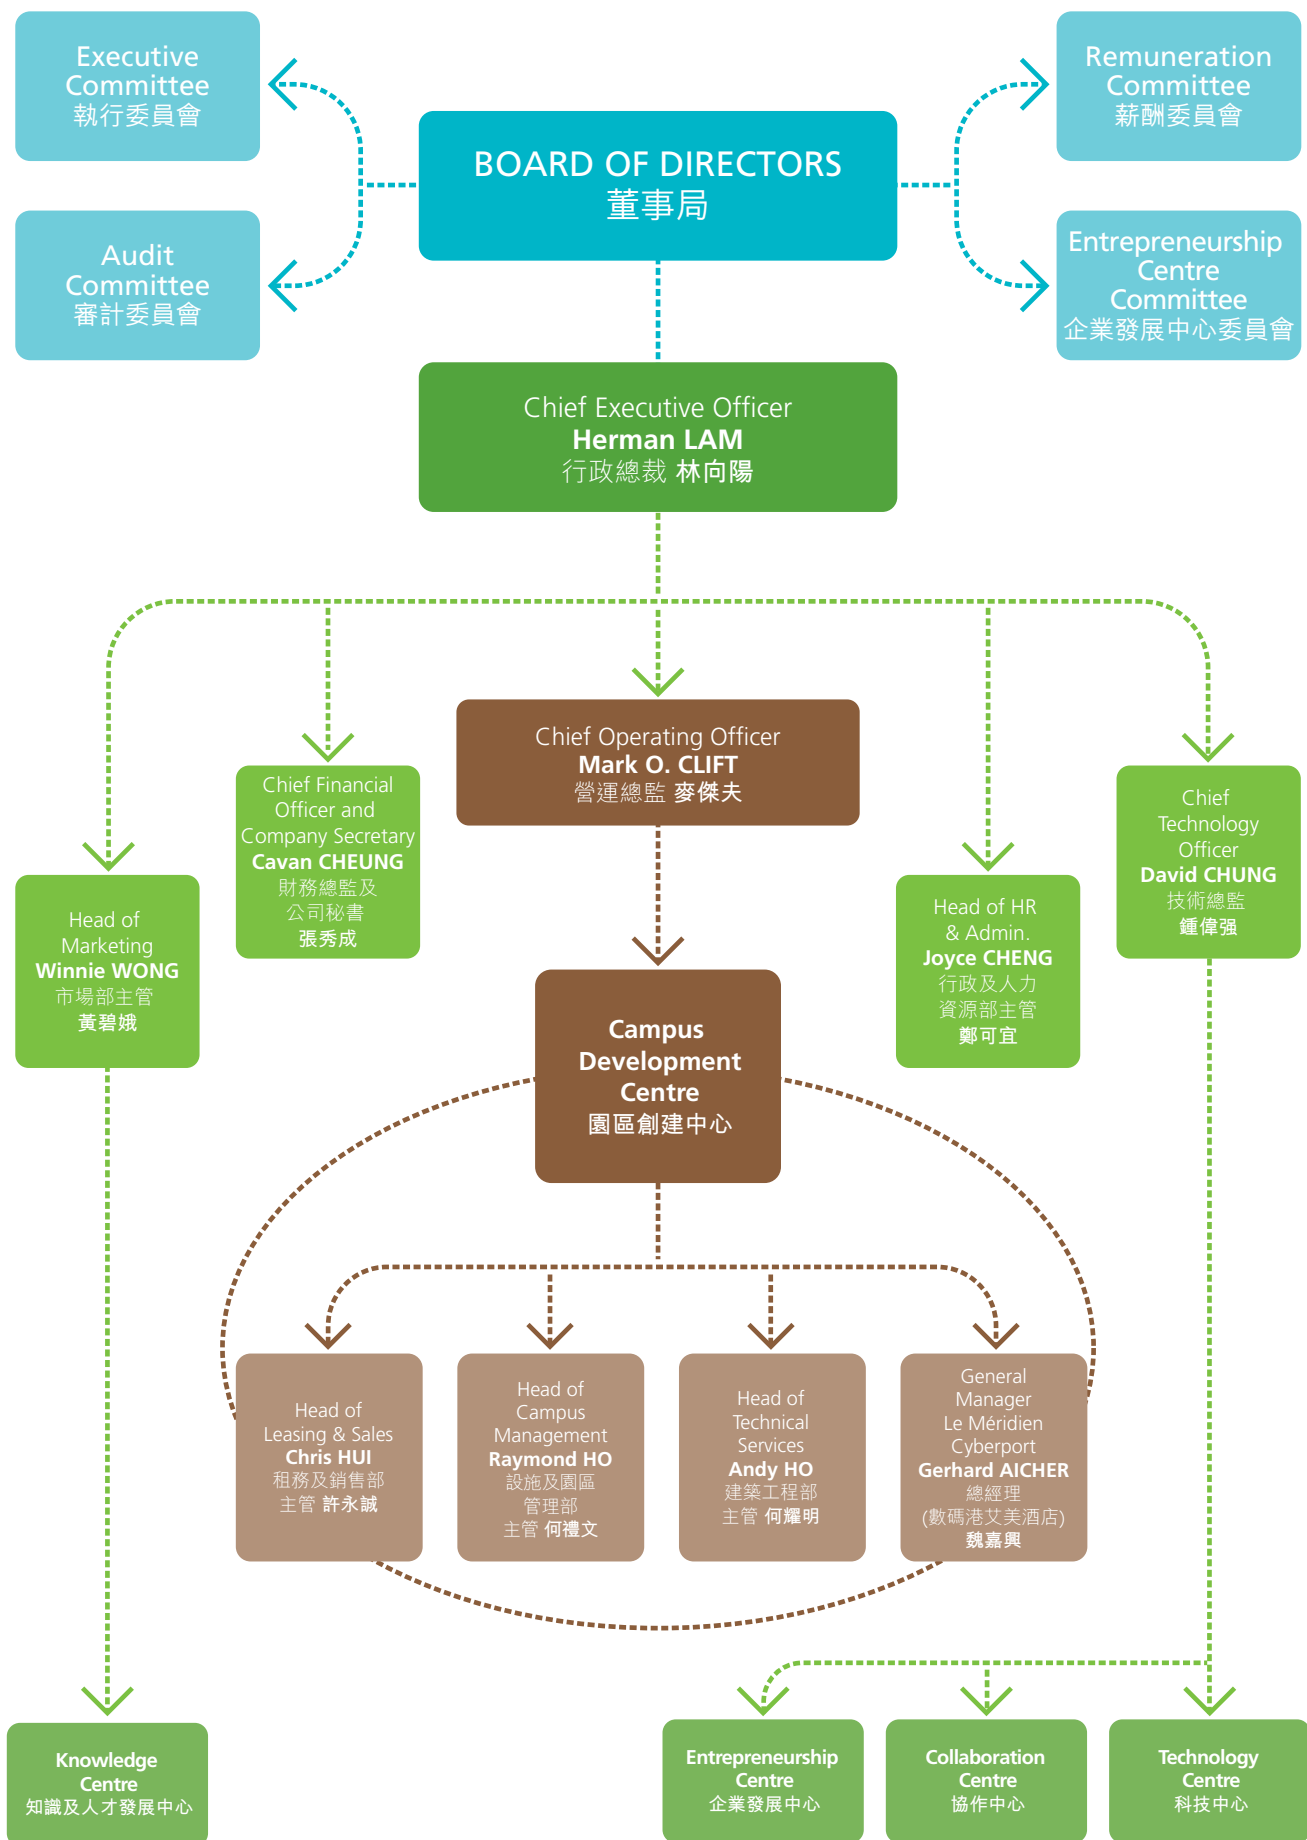 Executive
Committee
執行委員會
Remuneration
Committee
薪酬委員會
BOARD OF DIRECTORS
董事局
Audit
Committee
審計委員會
Entrepreneurship
Centre
Committee
企業發展中心委員會
Chief Executive Officer
Herman LAM
行政總裁 林向陽
Chief Operating Officer
Mark O. CLIFT
營運總監 麥傑夫
Chief Financial
Officer and
Company Secretary
Cavan CHEUNG
財務總監及
公司秘書
張秀成
Chief
Technology
Officer
David CHUNG
技術總監
鍾偉强
Head of
Marketing
Winnie WONG
市場部主管
黃碧娥
Head of HR
& Admin.
Joyce CHENG
行政及人力
資源部主管
鄭可宜
Campus
Development
Centre
園區創建中心
Head of
Leasing & Sales
Chris HUI
租務及銷售部
主管 許永誠
Head of
Campus
Management
Raymond HO
設施及園區
管理部
主管 何禮文
Head of
Technical
Services
Andy HO
建築工程部
主管 何耀明
General
Manager
Le Méridien
Cyberport
Gerhard AICHER
總經理
(數碼港艾美酒店)
魏嘉興
Knowledge
Centre
知識及人才發展中心
Entrepreneurship
Centre
企業發展中心
Collaboration
Centre
協作中心
Technology
Centre
科技中心